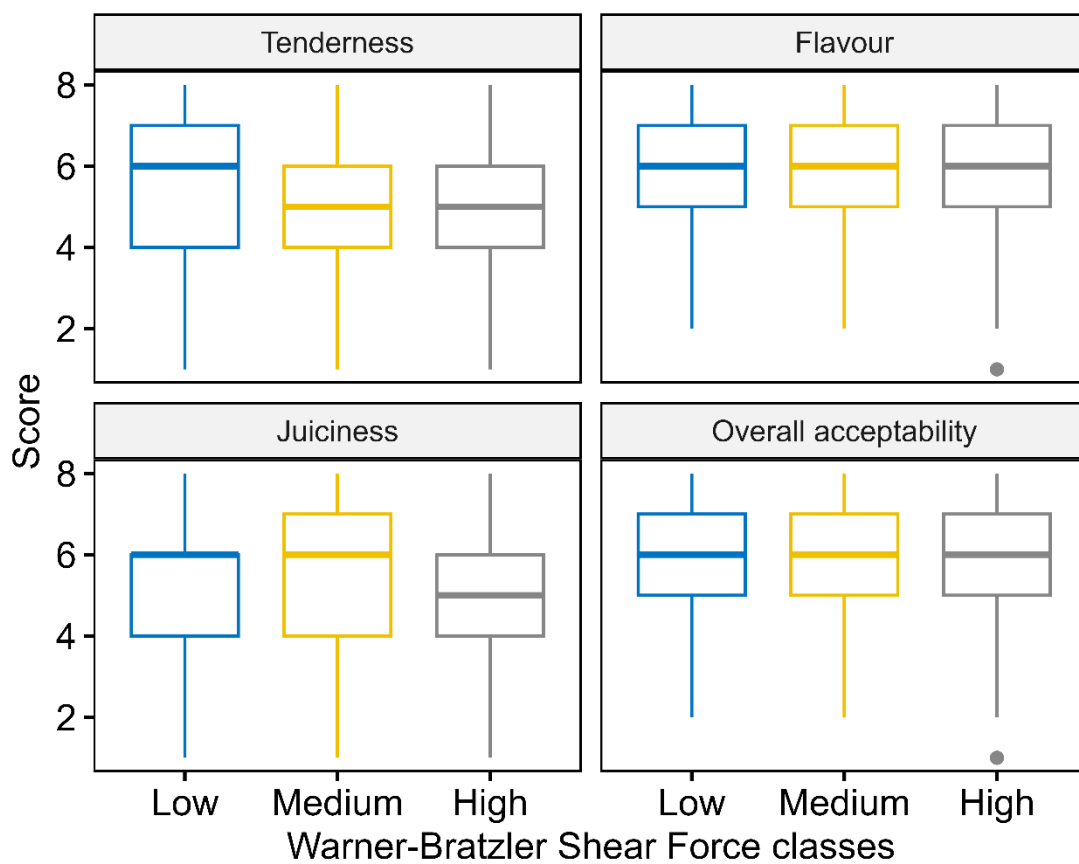 Tenderness
Flavour
8
6
4
2
Score
Juiciness
Overall acceptability
8
6
4
2
Low Medium High
Low Medium High
Warner-Bratzler Shear Force classes